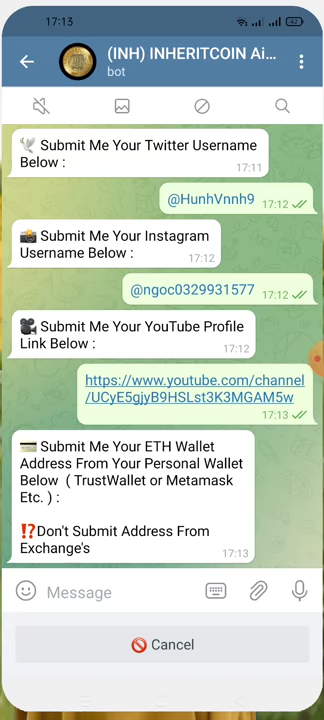 17:13
42
(INH) INHERITCOIN Ai...
bot
🕊 Submit Me Your Twitter Username
Below :
17:11
@HunhVnnh9
17:12
📸 Submit Me Your Instagram
Username Below :
17:12
@ngoc0329931577
17:12
🎥 Submit Me Your YouTube Profile
Link Below :
17:12
https://www.youtube.com/channel
/UCyE5gjyB9HSLst3K3MGAM5w
17:13
💳 Submit Me Your ETH Wallet
Address From Your Personal Wallet
Below ( TrustWallet or Metamask
Etc. ) :
⁉️Don't Submit Address From
Exchange's
17:13
Message
🚫 Cancel